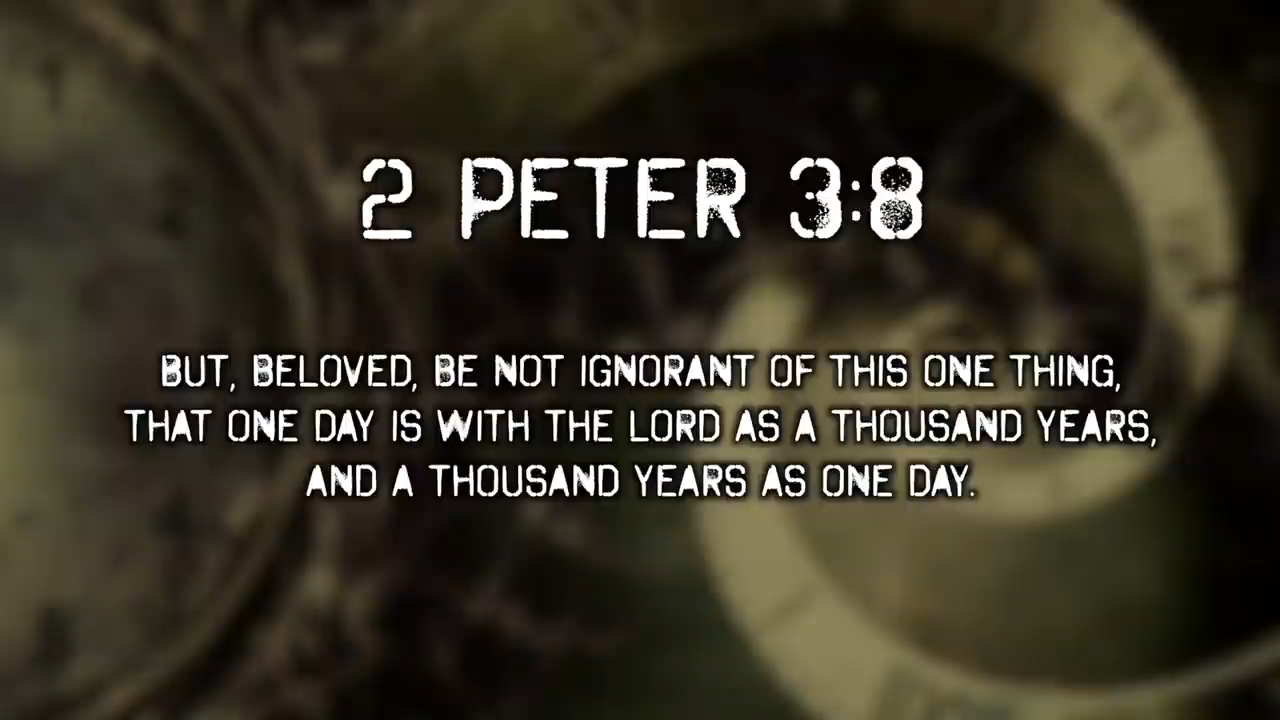 2 PETER 3:8
BUT, BELOVED, BE NOT IGNORANT OF THIS ONE THING,
THAT ONE DAY IS WITH THE LORD AS A THOUSAND YEARS,
AND A THOUSAND YEARS AS ONE DAY.